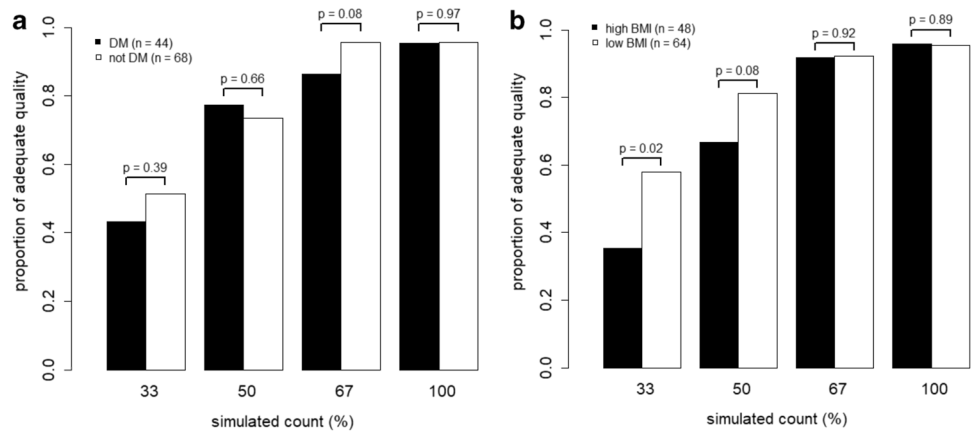 a
proportion of adequate quality
1.0
0.8
0.6
0.4
0.2
0.0
DM (n = 44)
not DM (n = 68)
p = 0.39
p = 0.66
p = 0.08
p = 0.97
33
50
67
100
simulated count (%)
b
proportion of adequate quality
1.0
0.8
0.6
0.4
0.2
0.0
high BMI (n = 48)
low BMI (n = 64)
p = 0.02
p = 0.08
p = 0.92
p = 0.89
33
50
67
100
simulated count (%)